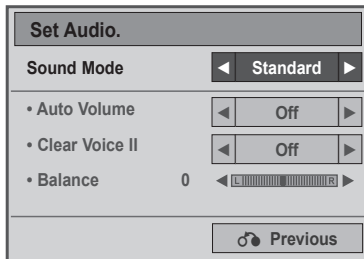 Set Audio.
Sound Mode ◀ Standard ▶
• Auto Volume ◀ Off ▶
• Clear Voice II ◀ Off ▶
• Balance 0 ◀ L R ▶
Previous